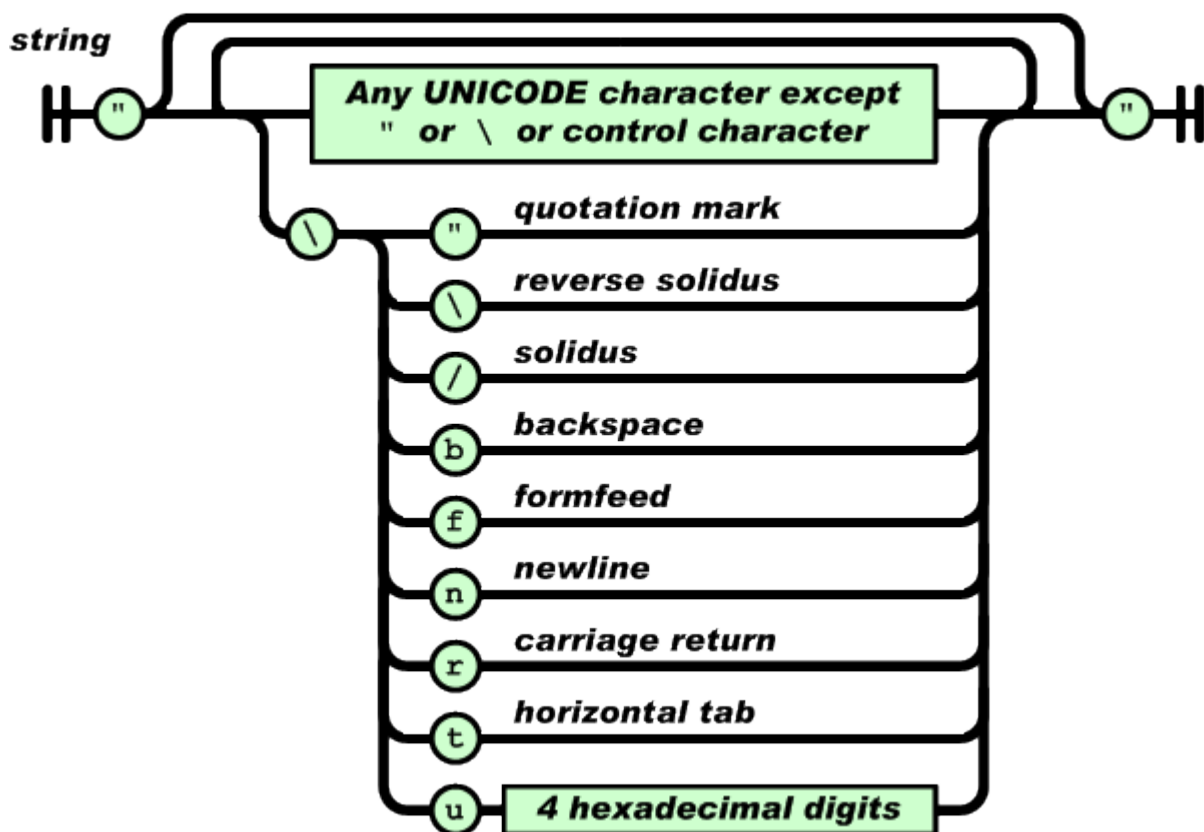 string
" Any UNICODE character except "
" or \ or control character
\ " quotation mark
\ reverse solidus
/ solidus
b backspace
f formfeed
n newline
r carriage return
t horizontal tab
u 4 hexadecimal digits